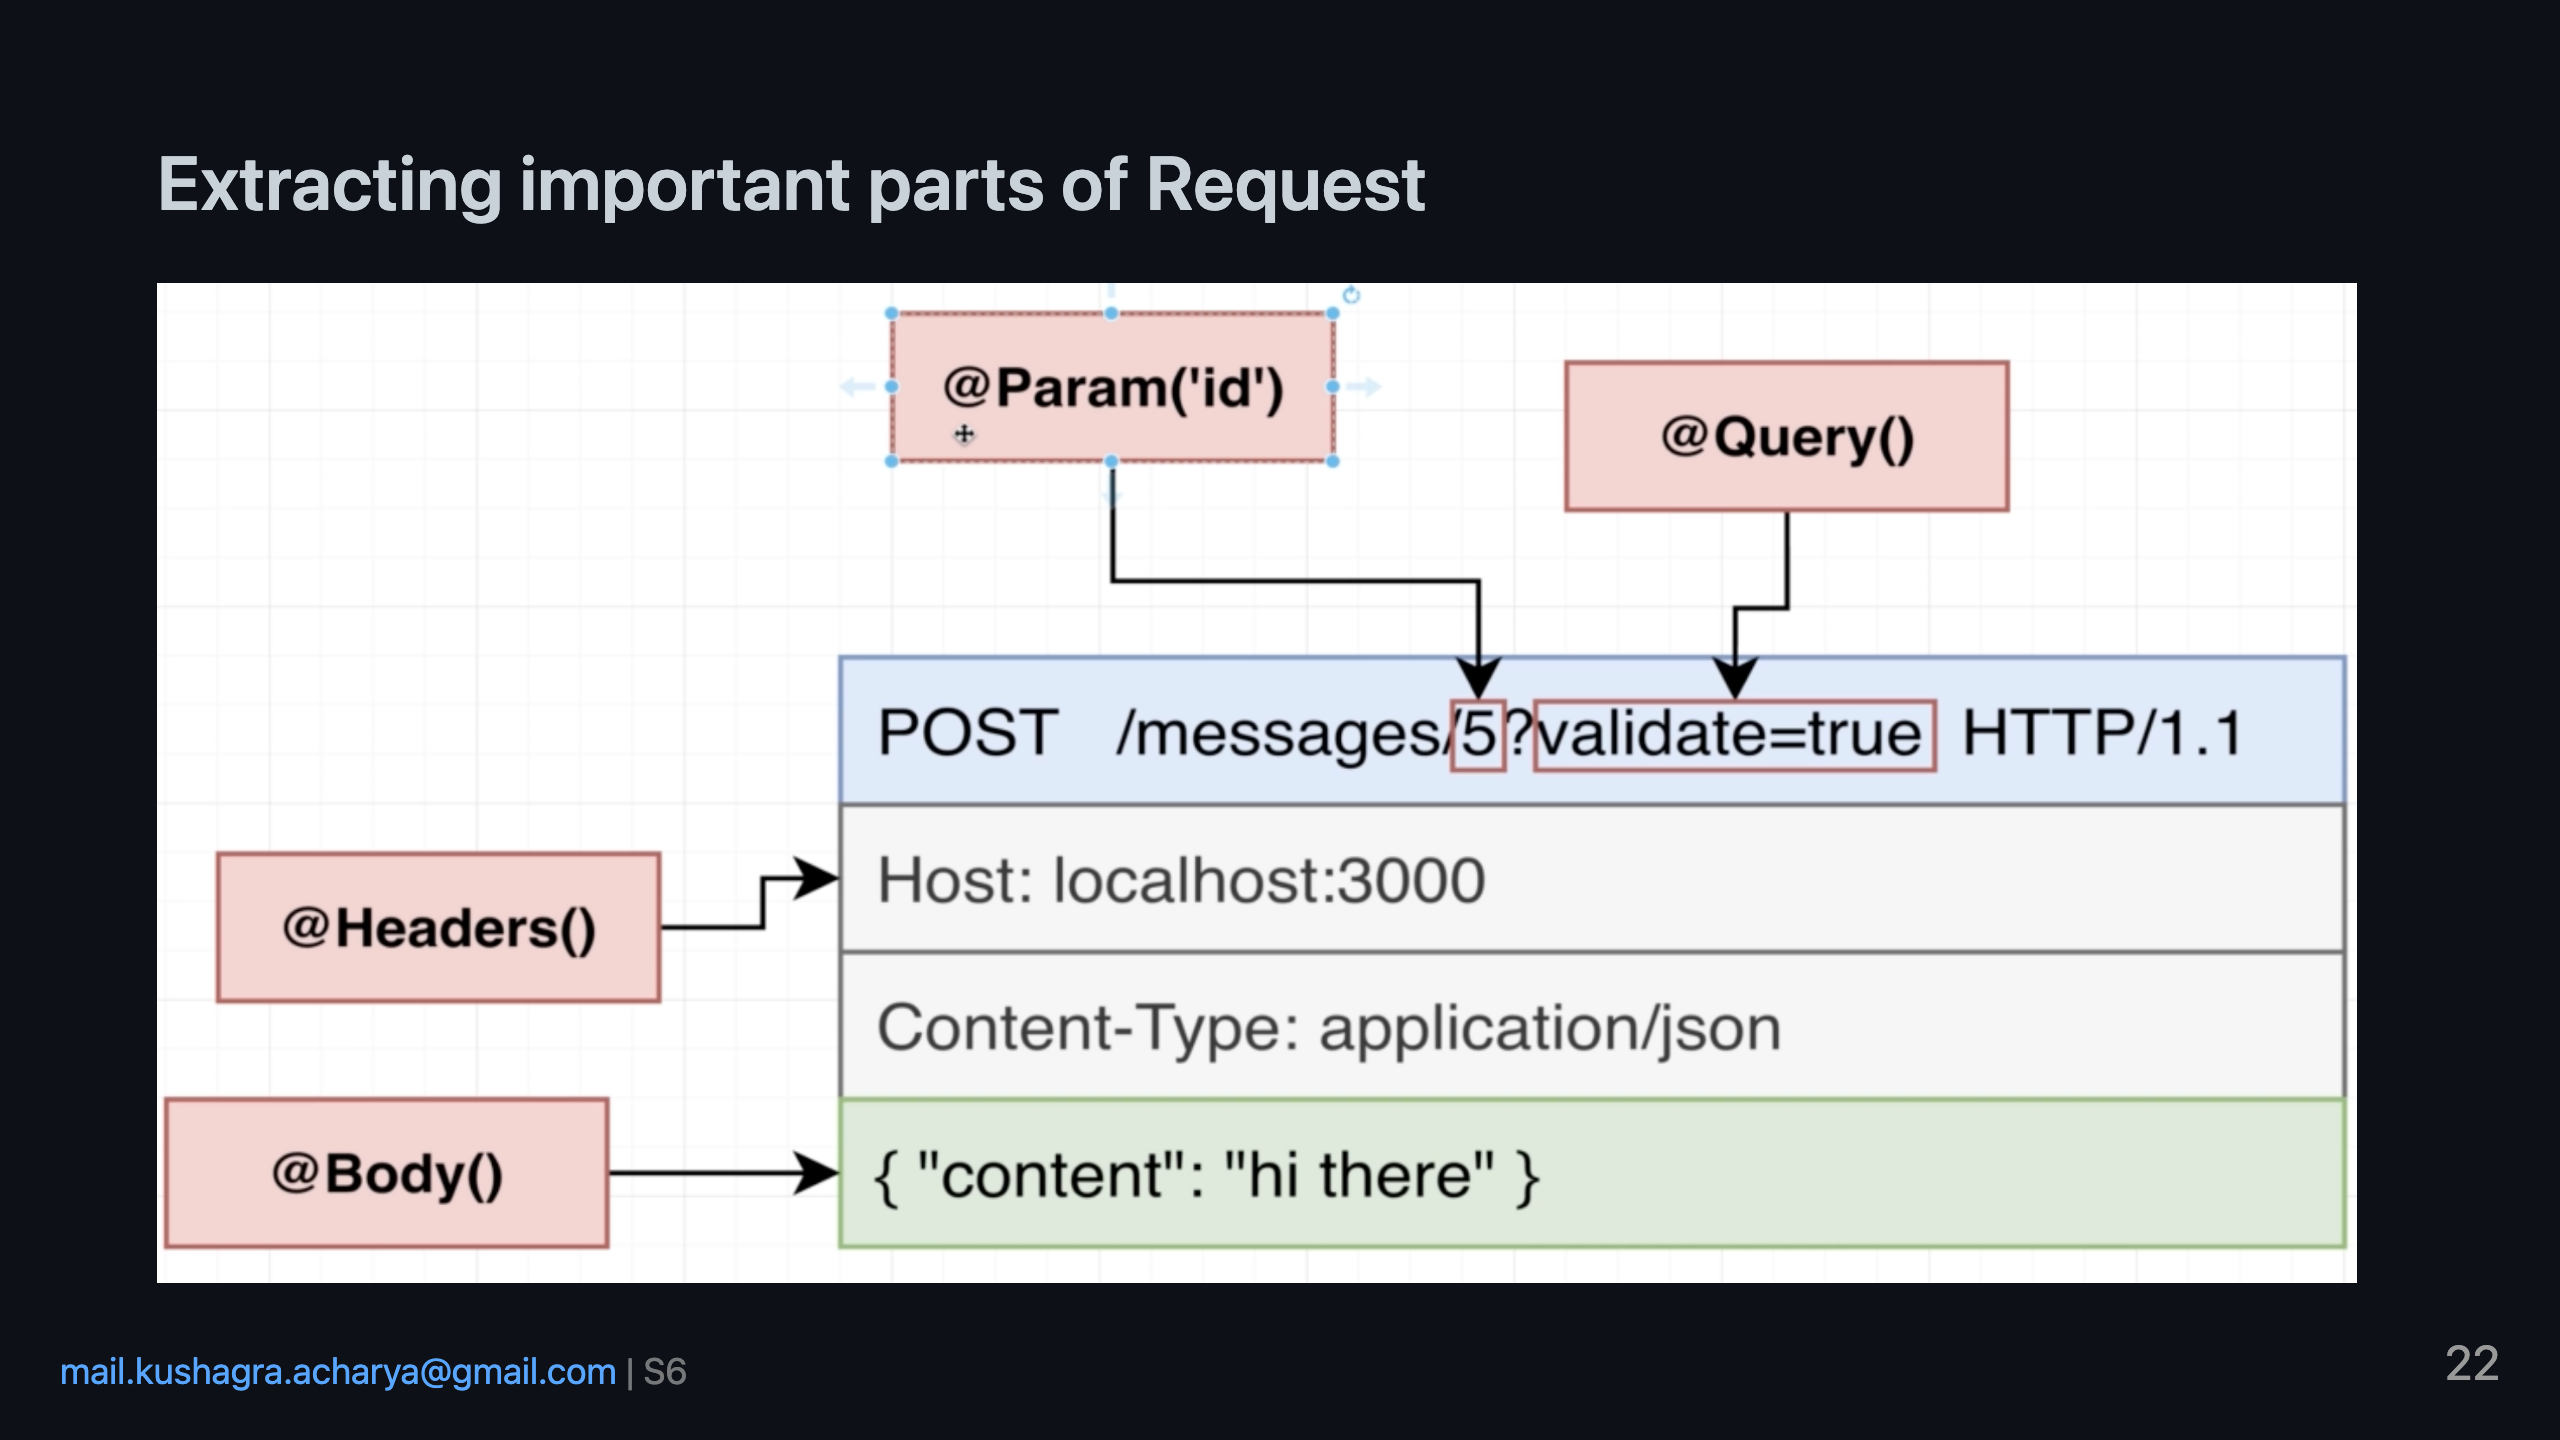 Extracting important parts of Request
@Param('id')
@Query()
POST /messages/5?validate=true HTTP/1.1
Host: localhost:3000
@Headers()
Content-Type: application/json
@Body()
{ "content": "hi there" }
mail.kushagra.acharya@gmail.com | S6
22